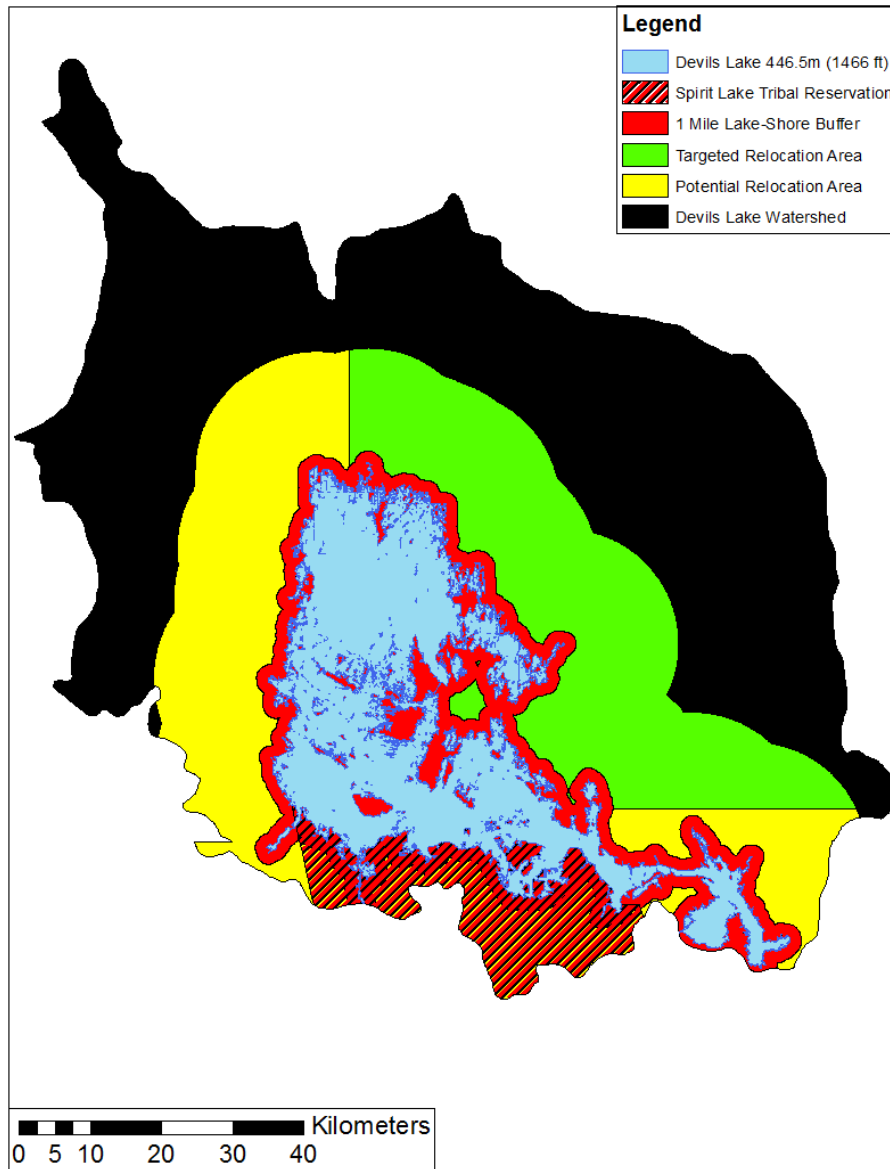 Legend
Devils Lake 446.5m (1466 ft)
Spirit Lake Tribal Reservation
1 Mile Lake-Shore Buffer
Targeted Relocation Area
Potential Relocation Area
Devils Lake Watershed
Kilometers
0 5 10 20 30 40